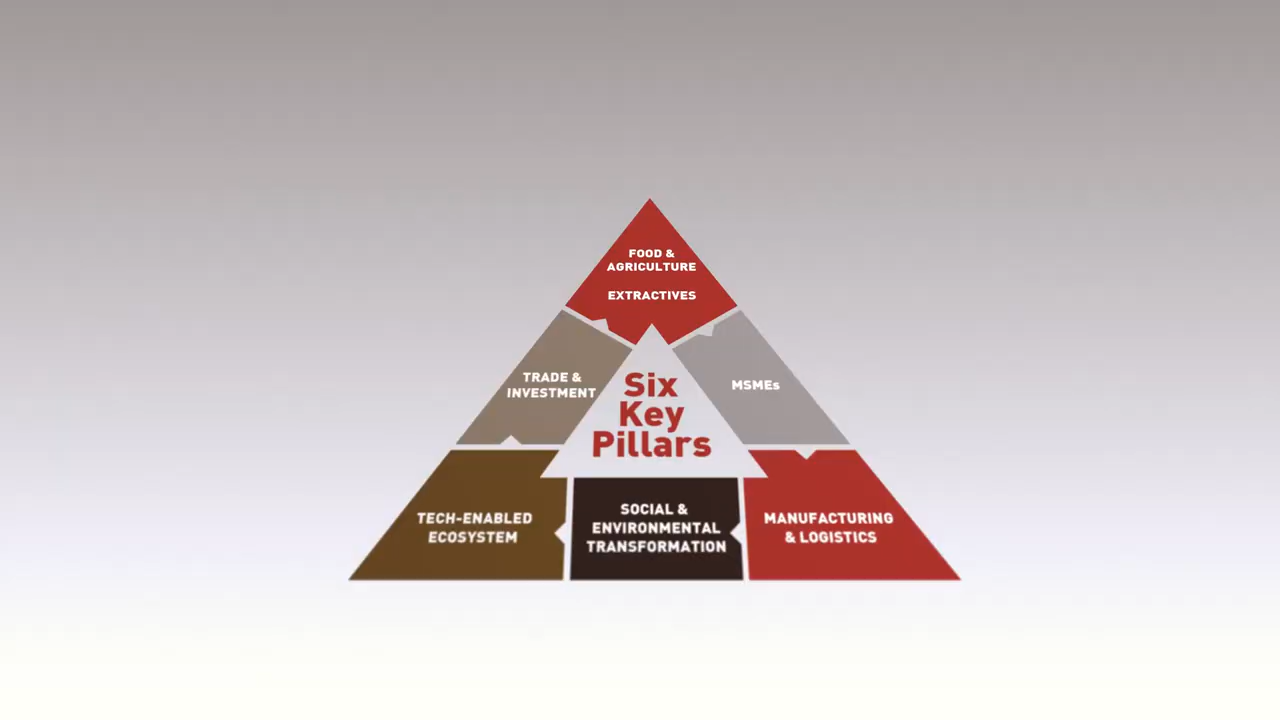 FOOD &
AGRICULTURE
EXTRACTIVES
TRADE &
INVESTMENT
Six
Key
Pillars
MSMEs
TECH-ENABLED
ECOSYSTEM
SOCIAL &
ENVIRONMENTAL
TRANSFORMATION
MANUFACTURING
& LOGISTICS